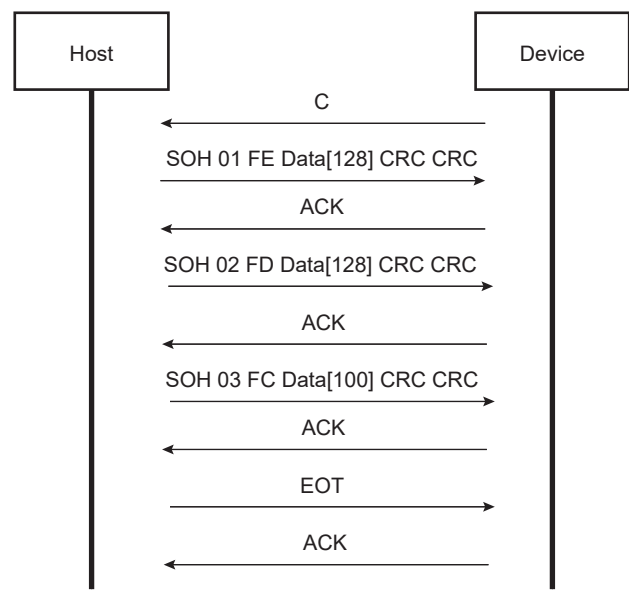 Host
Device
C
SOH 01 FE Data[128] CRC CRC
ACK
SOH 02 FD Data[128] CRC CRC
ACK
SOH 03 FC Data[100] CRC CRC
ACK
EOT
ACK